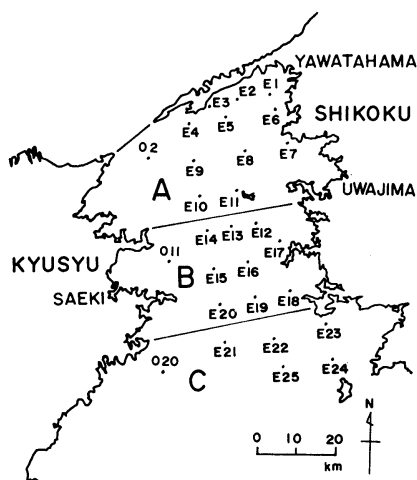 YAWATAHAMA
E1
E2
E3
SHIKOKU
E6
E5
E4
O2
E7
E8
E9
A
UWAJIMA
E11
E10
E12
E13
E14
E17
O11
KYUSYU
B
E16
E15
SAEKI
E18
E19
E20
E23
E22
E21
O20
C
E24
E25
N
0 10 20
km